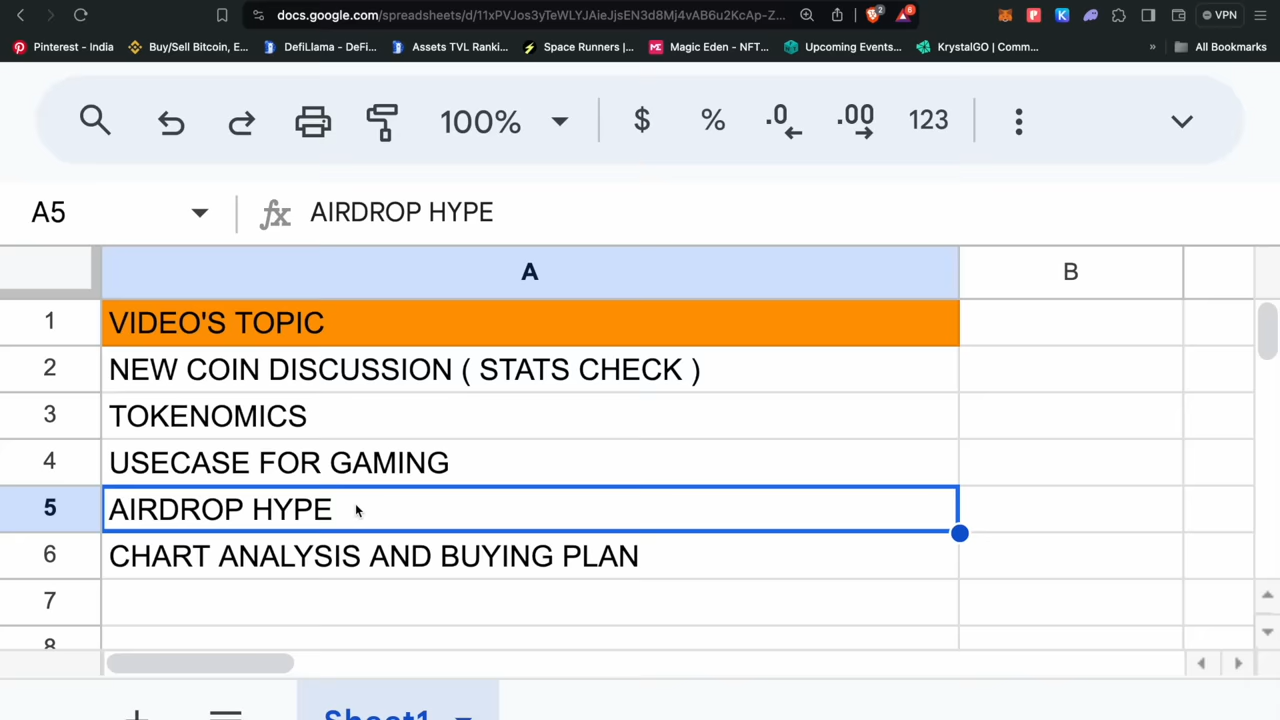 docs.google.com/spreadsheets/d/11xPVJos3yTeWLYJAieJjsEN3d8Mj4vAB6u2KcAp-Z...
2
6
VPN
Pinterest - India
Buy/Sell Bitcoin, E...
DefiLlama - DeFi...
Assets TVL Ranki...
Space Runners |...
Magic Eden - NFT...
Upcoming Events...
KrystalGO | Comm...
»
All Bookmarks
100%
$
%
.0
.00
123
A5
fx
AIRDROP HYPE
A
B
1 VIDEO'S TOPIC
2 NEW COIN DISCUSSION ( STATS CHECK )
3 TOKENOMICS
4 USECASE FOR GAMING
5 AIRDROP HYPE
6 CHART ANALYSIS AND BUYING PLAN
7
8
Sheet1